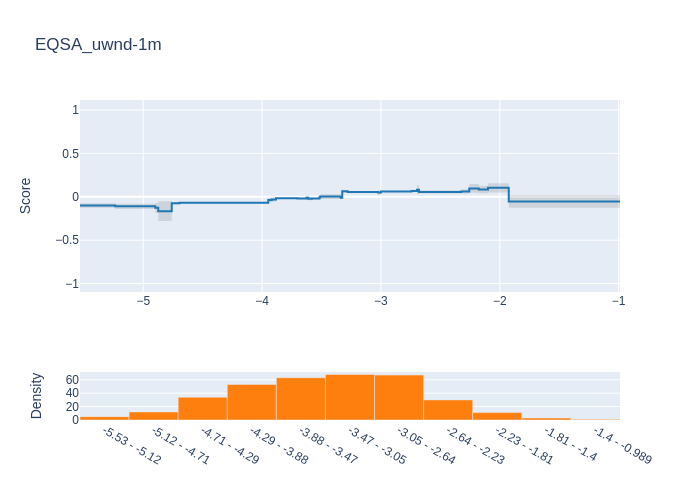 EQSA_uwnd-1m
Score
1
0.5
0
−0.5
−1
−5
−4
−3
−2
−1
Density
60
40
20
0
-5.53 - -5.12
-5.12 - -4.71
-4.71 - -4.29
-4.29 - -3.88
-3.88 - -3.47
-3.47 - -3.05
-3.05 - -2.64
-2.64 - -2.23
-2.23 - -1.81
-1.81 - -1.4
-1.4 - -0.989